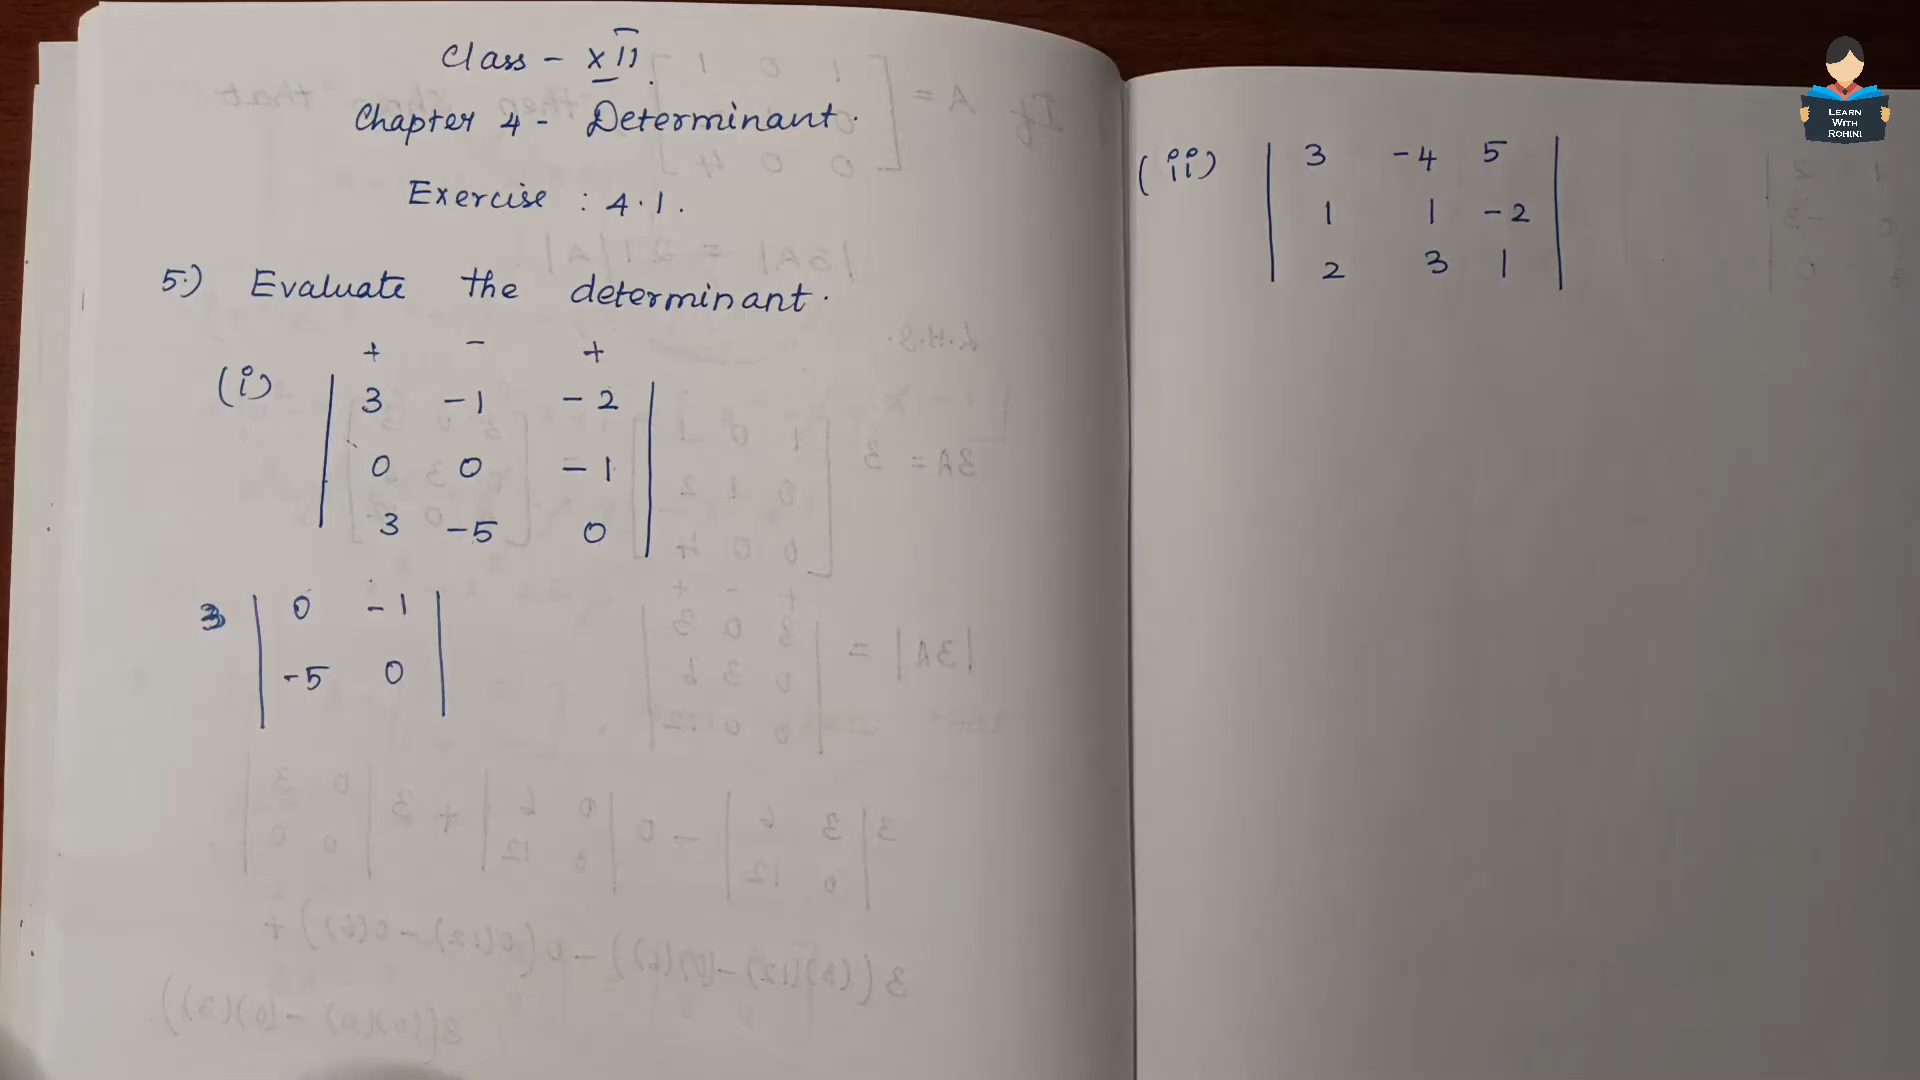 Class - XII
Chapter 4 - Determinant.
Exercise : 4.1.
5.) Evaluate the determinant.
+ - +
(i) | 3 -1 -2 |
| 0 0 -1 |
| 3 -5 0 |
3 | 0 -1 |
| -5 0 |
(ii) | 3 -4 5 |
| 1 1 -2 |
| 2 3 1 |
LEARN
WITH
ROHINI